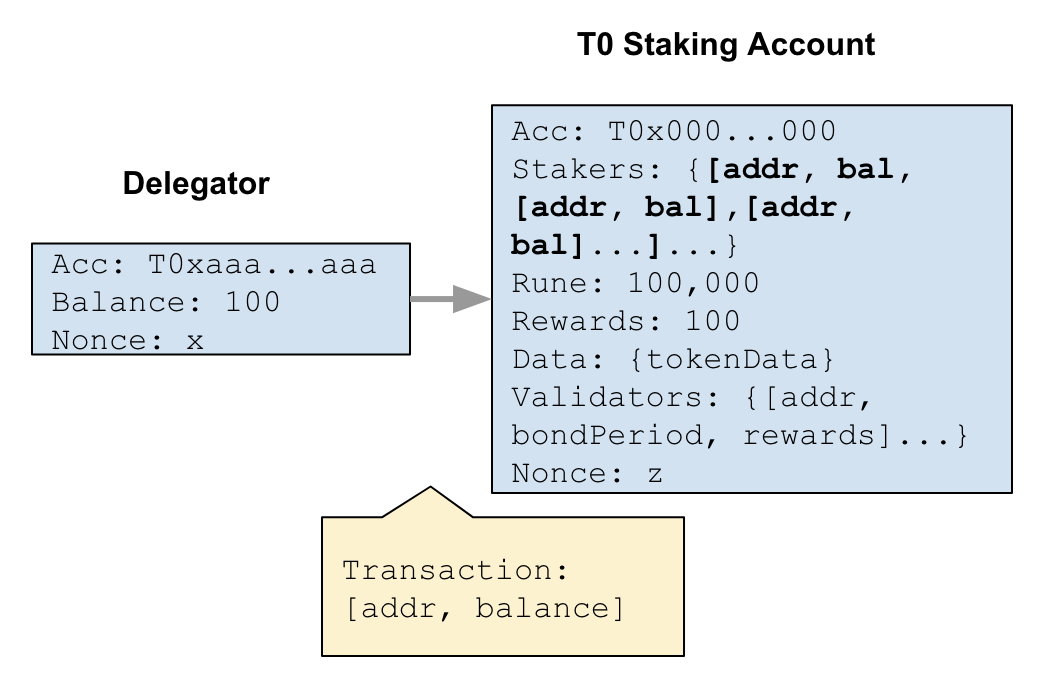 T0 Staking Account
Acc: T0x000...000
Stakers: {[addr, bal,
[addr, bal],[addr,
bal]...]...}
Rune: 100,000
Rewards: 100
Data: {tokenData}
Validators: {[addr,
bondPeriod, rewards]...}
Nonce: z
Delegator
Acc: T0xaaa...aaa
Balance: 100
Nonce: x
Transaction:
[addr, balance]